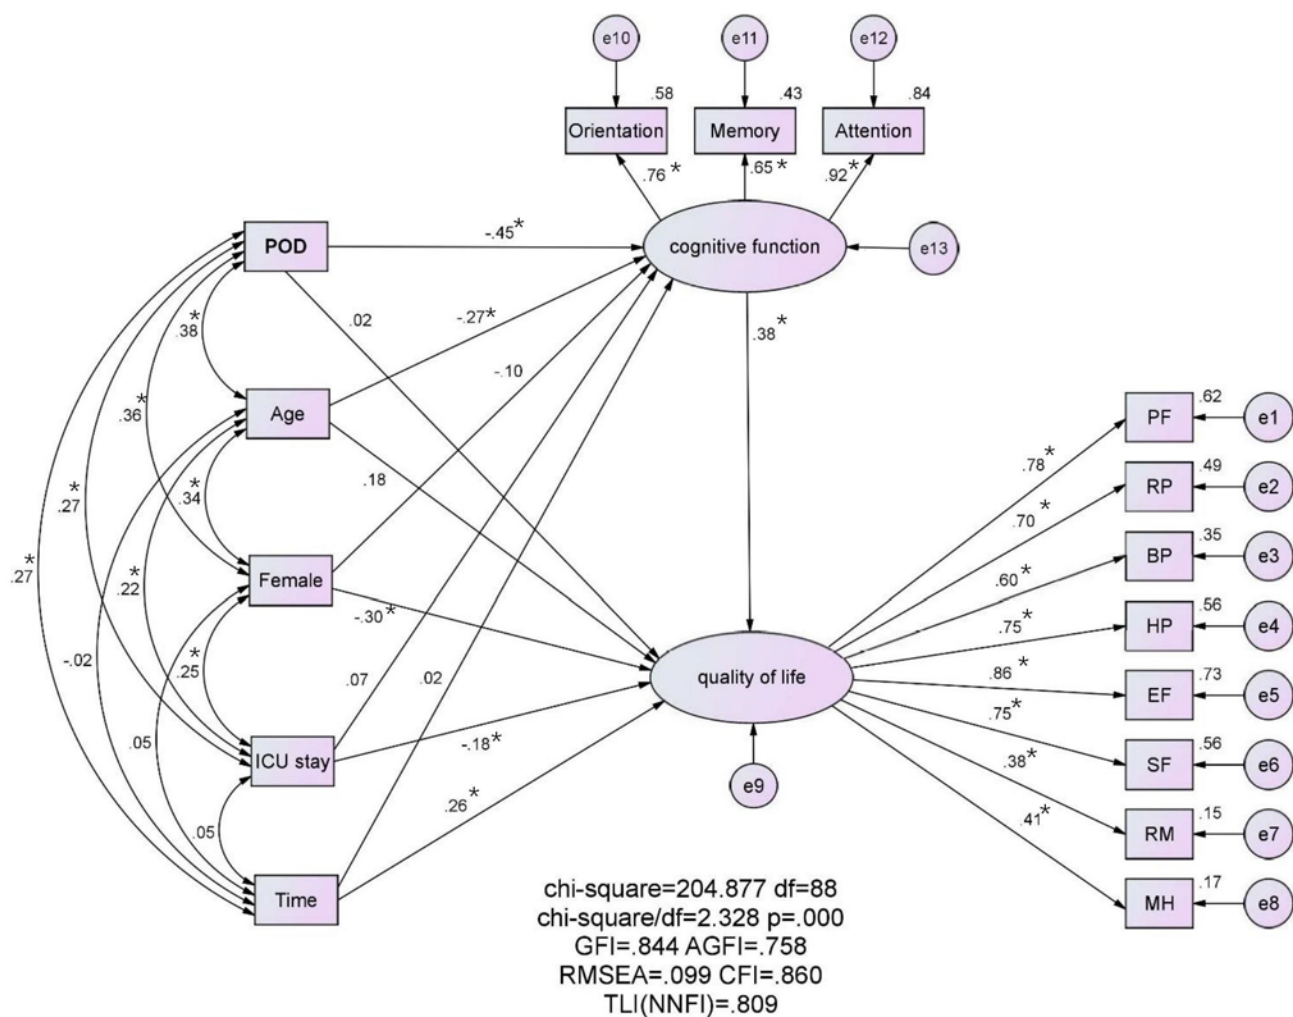 e10
e11
e12
.58
.43
.84
Orientation
Memory
Attention
.76*
.65*
.92*
POD
-.45*
cognitive function
e13
.38*
.02
-.27*
.38*
-.10
Age
.36*
.18
.34*
.27*
.27*
.22*
Female
-.30*
-.02
.25*
.07
.02
.05
ICU stay
-.18*
.05
.26*
Time
quality of life
e9
PF
.62
e1
.78*
RP
.49
e2
.70*
BP
.35
e3
.60*
HP
.56
e4
.75*
EF
.73
e5
.86*
SF
.56
e6
.75*
RM
.15
e7
.38*
MH
.17
e8
.41*
chi-square=204.877 df=88
chi-square/df=2.328 p=.000
GFI=.844 AGFI=.758
RMSEA=.099 CFI=.860
TLI(NNFI)=.809